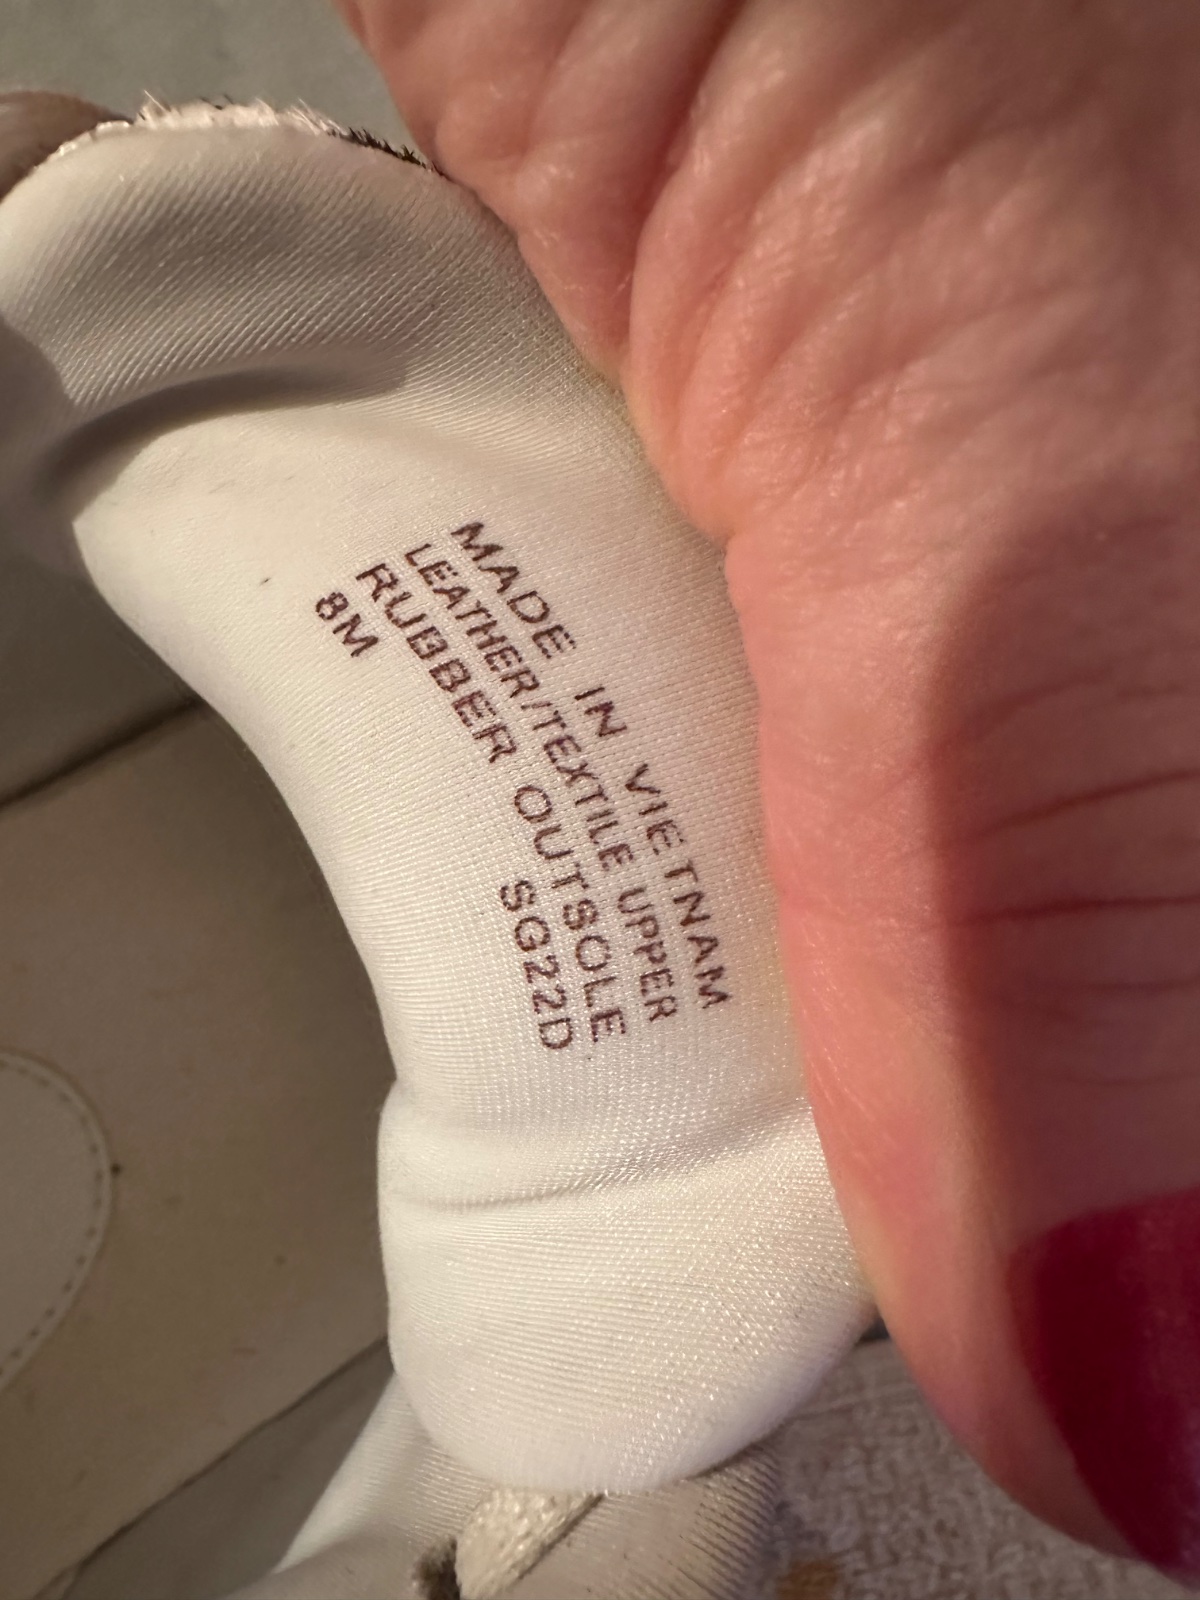 MADE IN VIETNAM
LEATHER/TEXTILE UPPER
RUBBER OUTSOLE
8M SG22D